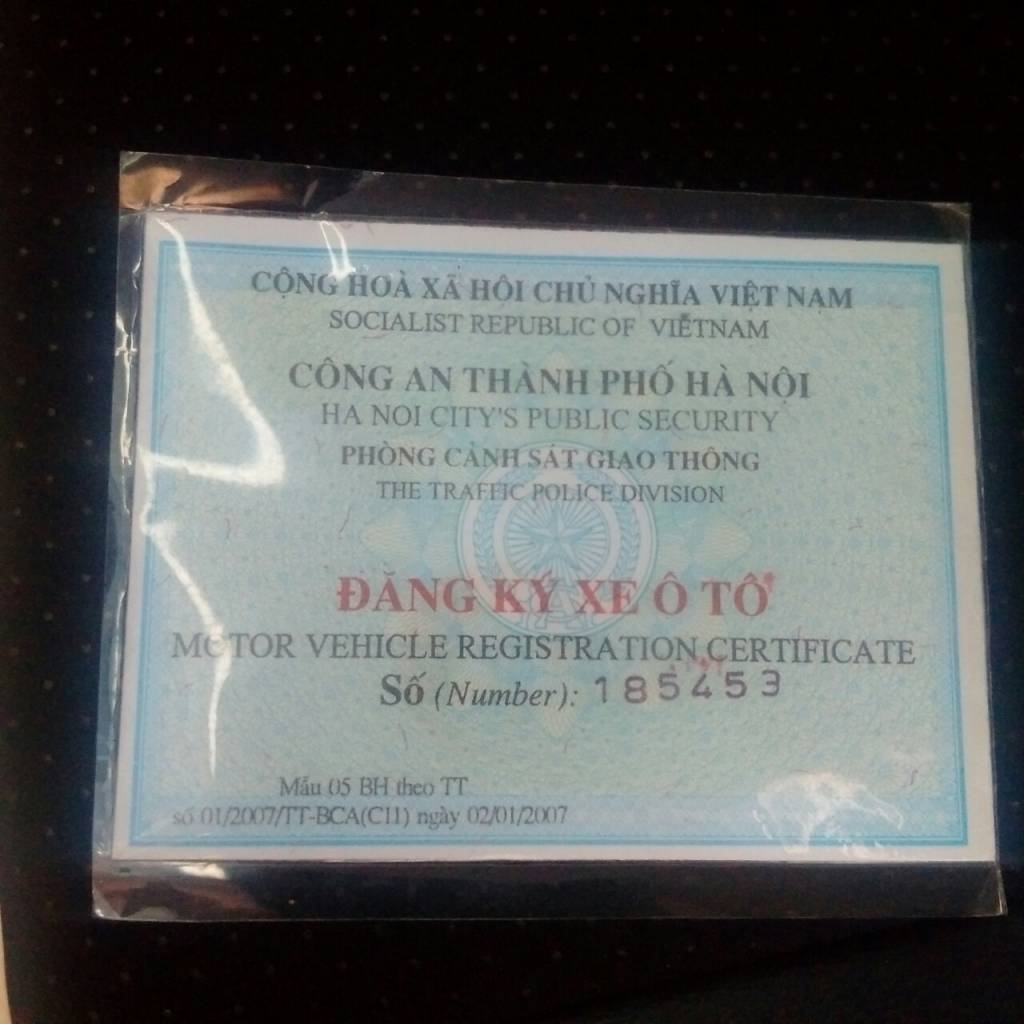 CỘNG HOÀ XÃ HỘI CHỦ NGHĨA VIỆT NAM
SOCIALIST REPUBLIC OF VIETNAM
CÔNG AN THÀNH PHỐ HÀ NỘI
HA NOI CITY'S PUBLIC SECURITY
PHÒNG CẢNH SÁT GIAO THÔNG
THE TRAFFIC POLICE DIVISION
ĐĂNG KÝ XE Ô TÔ
MOTOR VEHICLE REGISTRATION CERTIFICATE
Số (Number): 185453
Mẫu 05 BH theo TT
số 01/2007/TT-BCA(C11) ngày 02/01/2007